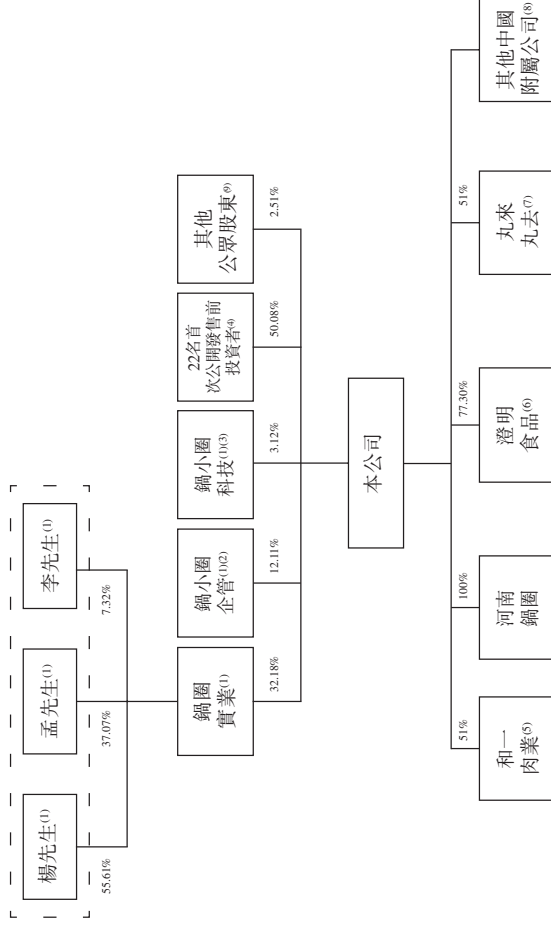 楊先生(1)
孟先生(1)
李先生(1)
55.61%
37.07%
7.32%
鍋圈
實業(1)
鍋小圈
企管(1)(2)
鍋小圈
科技(1)(3)
22名首
次公開發售前
投資者(4)
其他
公眾股東(9)
32.18%
12.11%
3.12%
50.08%
2.51%
本公司
51%
100%
77.30%
51%
和一
肉業(5)
河南
鍋圈
澄明
食品(6)
丸來
丸去(7)
其他中國
附屬公司(8)